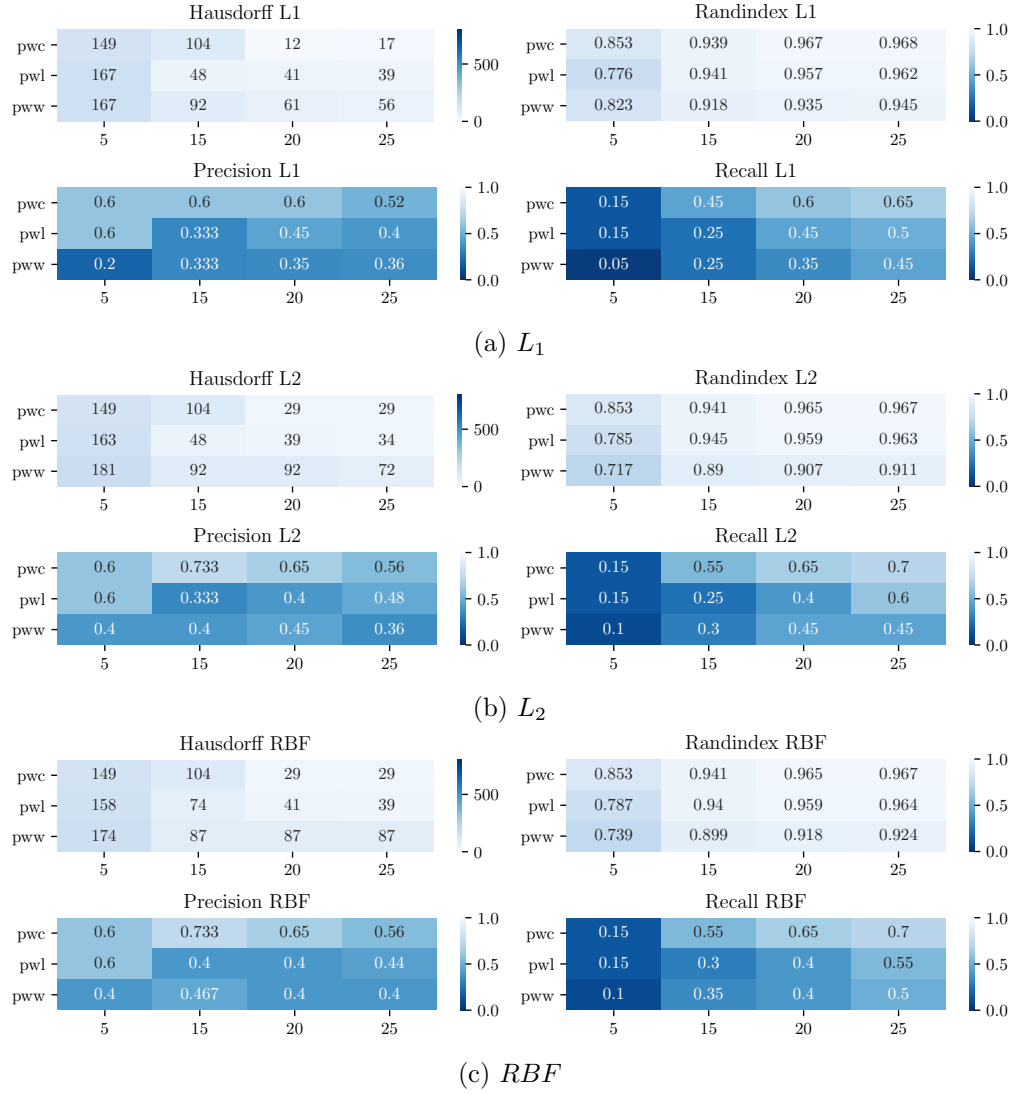 Hausdorff L1
pwc 149 104 12 17
pwl 167 48 41 39
pww 167 92 61 56
5 15 20 25
500
0
Randindex L1
0.853 0.939 0.967 0.968
0.776 0.941 0.957 0.962
0.823 0.918 0.935 0.945
5 15 20 25
1.0
0.5
0.0
Precision L1
pwc 0.6 0.6 0.6 0.52
pwl 0.6 0.333 0.45 0.4
pww 0.2 0.333 0.35 0.36
5 15 20 25
1.0
0.5
0.0
Recall L1
0.15 0.45 0.6 0.65
0.15 0.25 0.45 0.5
0.05 0.25 0.35 0.45
5 15 20 25
1.0
0.5
0.0
(a) L1
Hausdorff L2
pwc 149 104 29 29
pwl 163 48 39 34
pww 181 92 92 72
5 15 20 25
500
0
Randindex L2
0.853 0.941 0.965 0.967
0.785 0.945 0.959 0.963
0.717 0.89 0.907 0.911
5 15 20 25
1.0
0.5
0.0
Precision L2
pwc 0.6 0.733 0.65 0.56
pwl 0.6 0.333 0.4 0.48
pww 0.4 0.4 0.45 0.36
5 15 20 25
1.0
0.5
0.0
Recall L2
0.15 0.55 0.65 0.7
0.15 0.25 0.4 0.6
0.1 0.3 0.45 0.45
5 15 20 25
1.0
0.5
0.0
(b) L2
Hausdorff RBF
pwc 149 104 29 29
pwl 158 74 41 39
pww 174 87 87 87
5 15 20 25
500
0
Randindex RBF
0.853 0.941 0.965 0.967
0.787 0.94 0.959 0.964
0.739 0.899 0.918 0.924
5 15 20 25
1.0
0.5
0.0
Precision RBF
pwc 0.6 0.733 0.65 0.56
pwl 0.6 0.4 0.4 0.44
pww 0.4 0.467 0.4 0.4
5 15 20 25
1.0
0.5
0.0
Recall RBF
0.15 0.55 0.65 0.7
0.15 0.3 0.4 0.55
0.1 0.35 0.4 0.5
5 15 20 25
1.0
0.5
0.0
(c) RBF